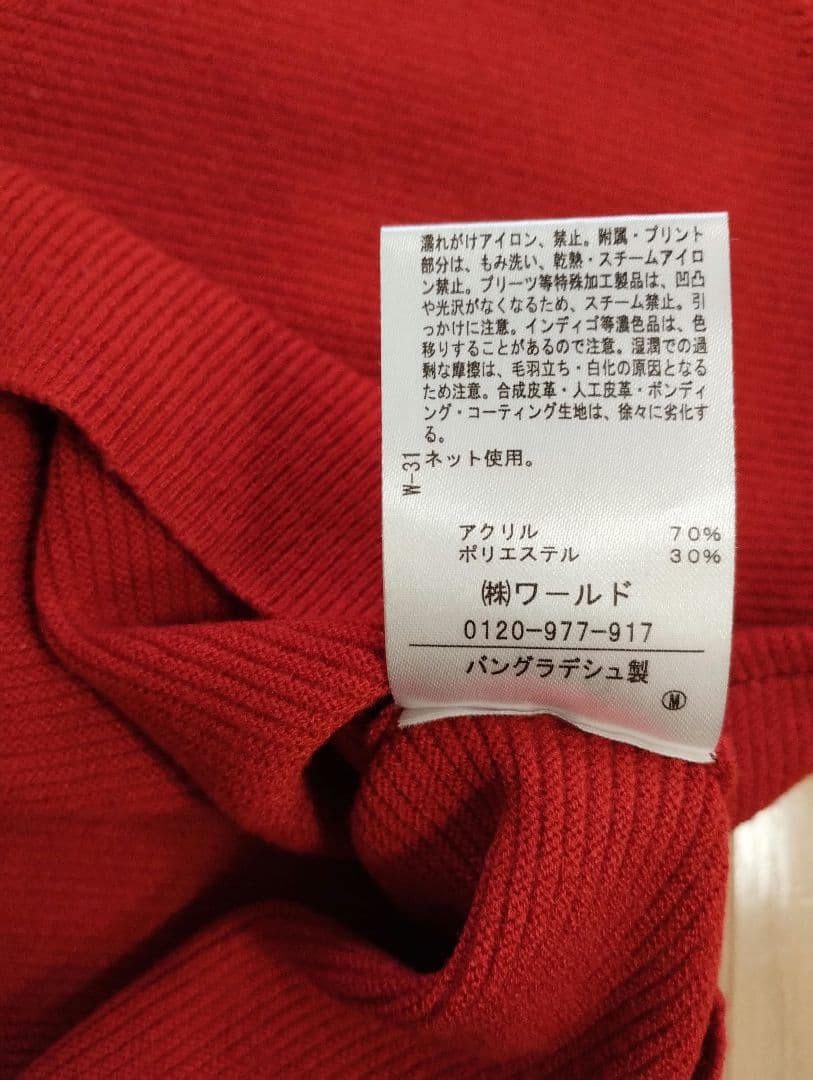 濡れがけアイロン、禁止。附属・プリント
部分は、もみ洗い、乾熱・スチームアイロ
ン禁止。プリーツ等特殊加工製品は、凹凸
や光沢がなくなるため、スチーム禁止。引
っかけに注意。インディゴ等濃色品は、色
移りすることがあるので注意。湿潤での過
剰な摩擦は、毛羽立ち・白化の原因となる
ため注意。合成皮革・人工皮革・ボンディ
ング・コーティング生地は、徐々に劣化す
る。
ネット使用。
W-31
アクリル 70%
ポリエステル 30%
㈱ワールド
0120-977-917
バングラデシュ製
Ⓜ